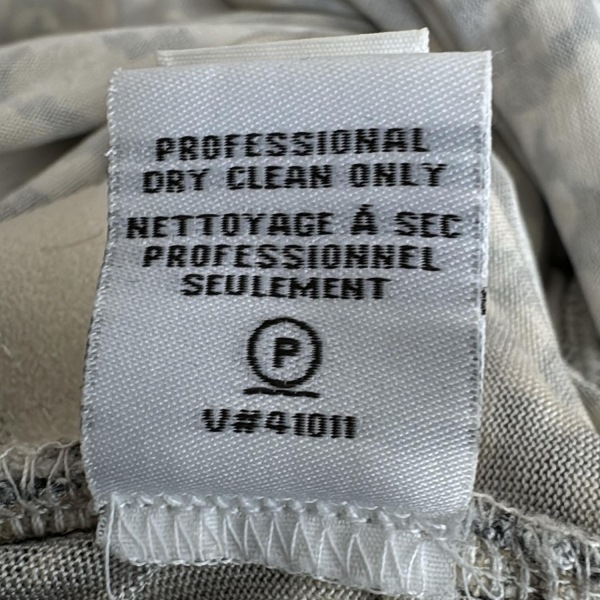 PROFESSIONAL
DRY CLEAN ONLY
NETTOYAGE Á SEC
PROFESSIONNEL
SEULEMENT
P
V#41011